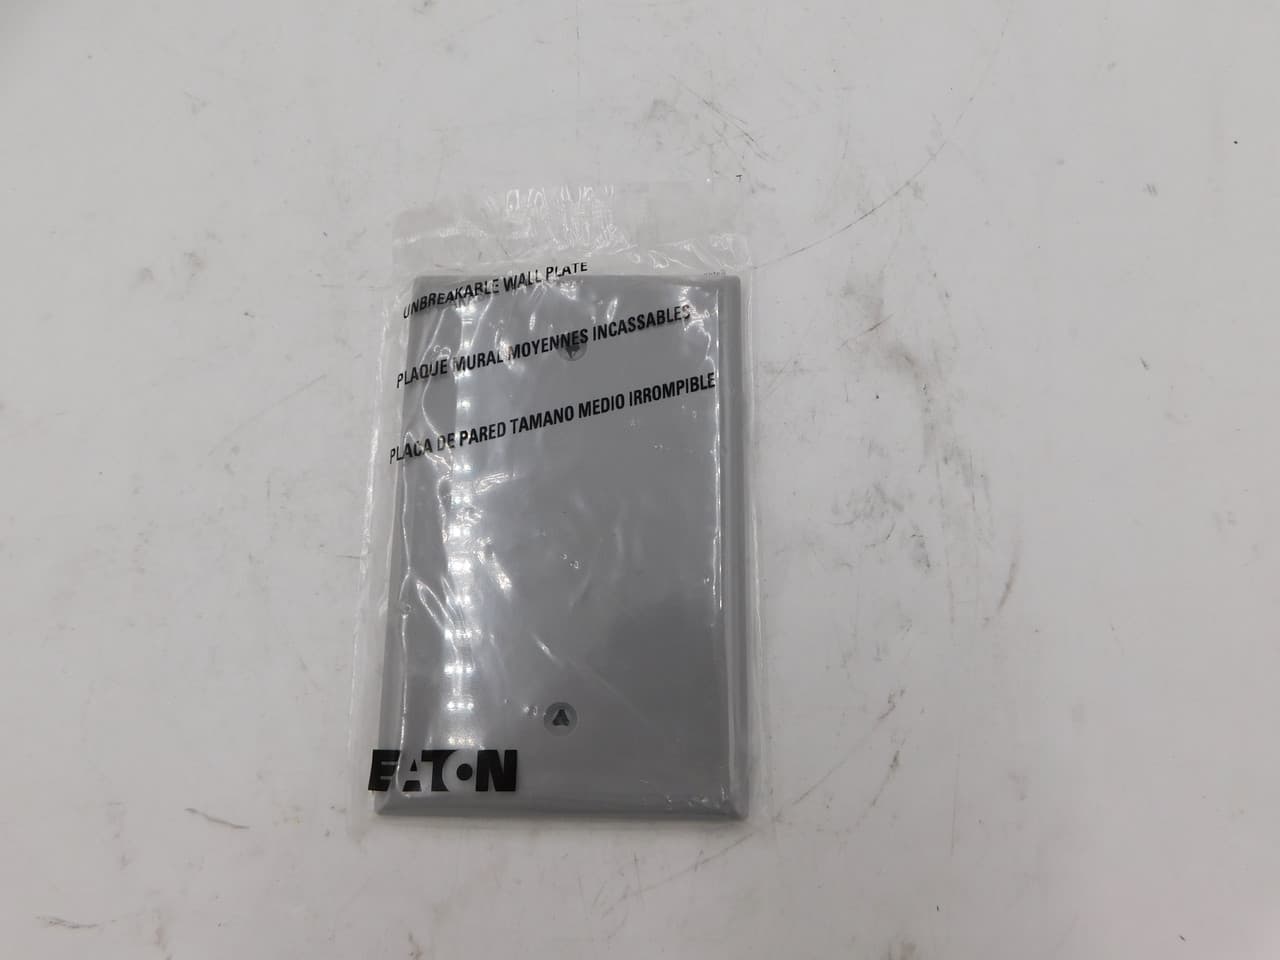 UNBREAKABLE WALL PLATE
PLAQUE MURAL MOYENNES INCASSABLES
PLACA DE PARED TAMANO MEDIO IRROMPIBLE
EATON